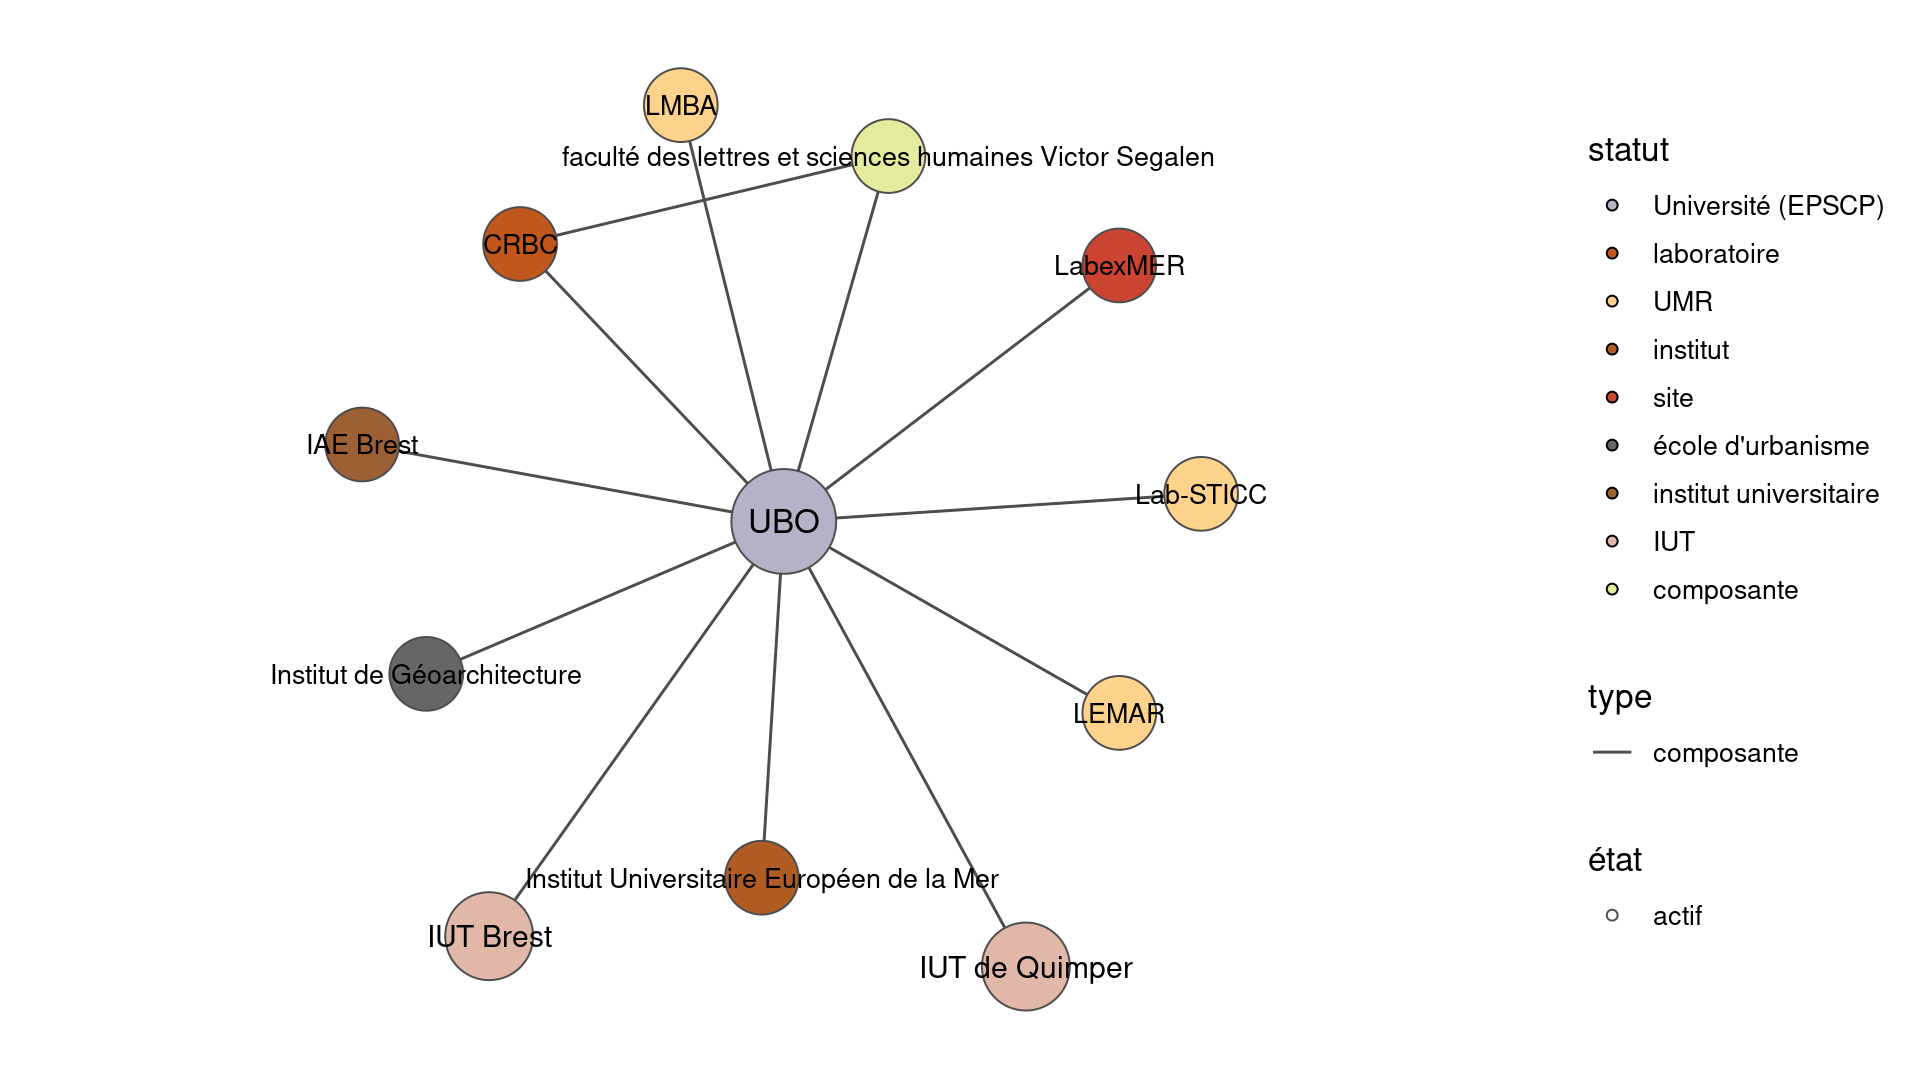 LMBA
faculté des lettres et sciences humaines Victor Segalen
CRBC
LabexMER
IAE Brest
Lab-STICC
UBO
Institut de Géoarchitecture
LEMAR
Institut Universitaire Européen de la Mer
IUT Brest
IUT de Quimper
statut
Université (EPSCP)
laboratoire
UMR
institut
site
école d'urbanisme
institut universitaire
IUT
composante
type
composante
état
actif